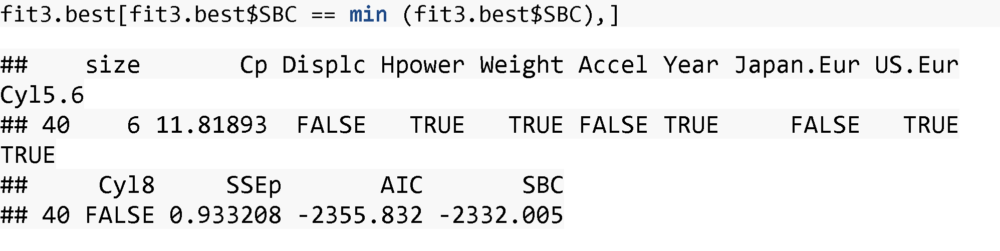 fit3.best[fit3.best$SBC == min (fit3.best$SBC),]
##    size       Cp Displc Hpower Weight Accel Year Japan.Eur US.Eur
Cyl5.6
## 40    6 11.81893  FALSE   TRUE   TRUE FALSE TRUE     FALSE   TRUE
TRUE
##     Cyl8     SSEp       AIC       SBC
## 40 FALSE 0.933208 -2355.832 -2332.005